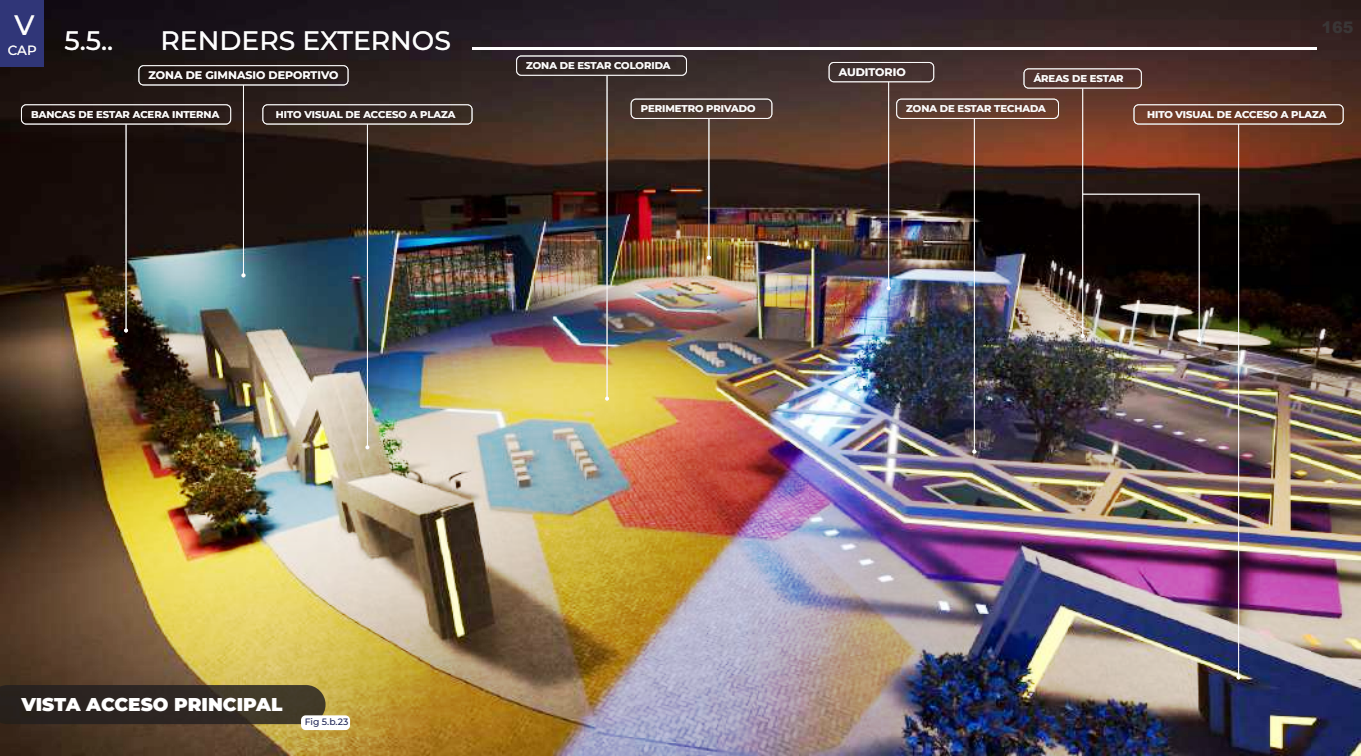 V
CAP
5.5.. RENDERS EXTERNOS
165
ZONA DE GIMNASIO DEPORTIVO
ZONA DE ESTAR COLORIDA
AUDITORIO
ÁREAS DE ESTAR
BANCAS DE ESTAR ACERA INTERNA
HITO VISUAL DE ACCESO A PLAZA
PERIMETRO PRIVADO
ZONA DE ESTAR TECHADA
HITO VISUAL DE ACCESO A PLAZA
VISTA ACCESO PRINCIPAL
Fig 5.b.23